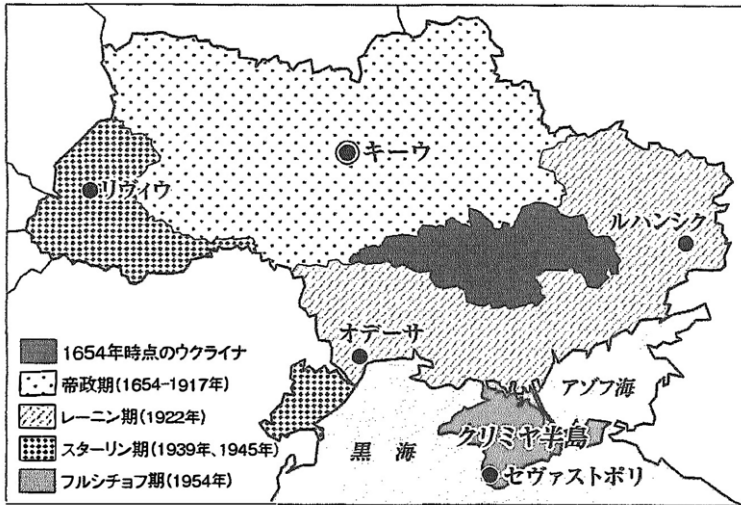 キーウ
リヴィウ
ルハンシク
オデーサ
アゾフ海
クリミヤ半島
黒 海
セヴァストポリ
1654年時点のウクライナ
帝政期(1654-1917年)
レーニン期(1922年)
スターリン期(1939年、1945年)
フルシチョフ期(1954年)